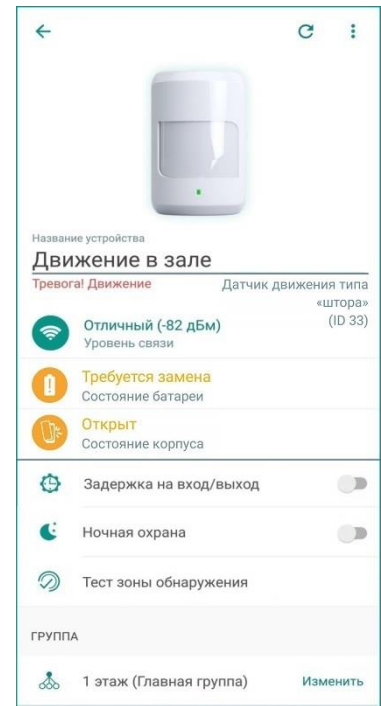 Название устройства
Движение в зале
Тревога! Движение
Датчик движения типа
«штора»
(ID 33)
Отличный (-82 дБм)
Уровень связи
Требуется замена
Состояние батареи
Открыт
Состояние корпуса
Задержка на вход/выход
Ночная охрана
Тест зоны обнаружения
ГРУППА
1 этаж (Главная группа) Изменить